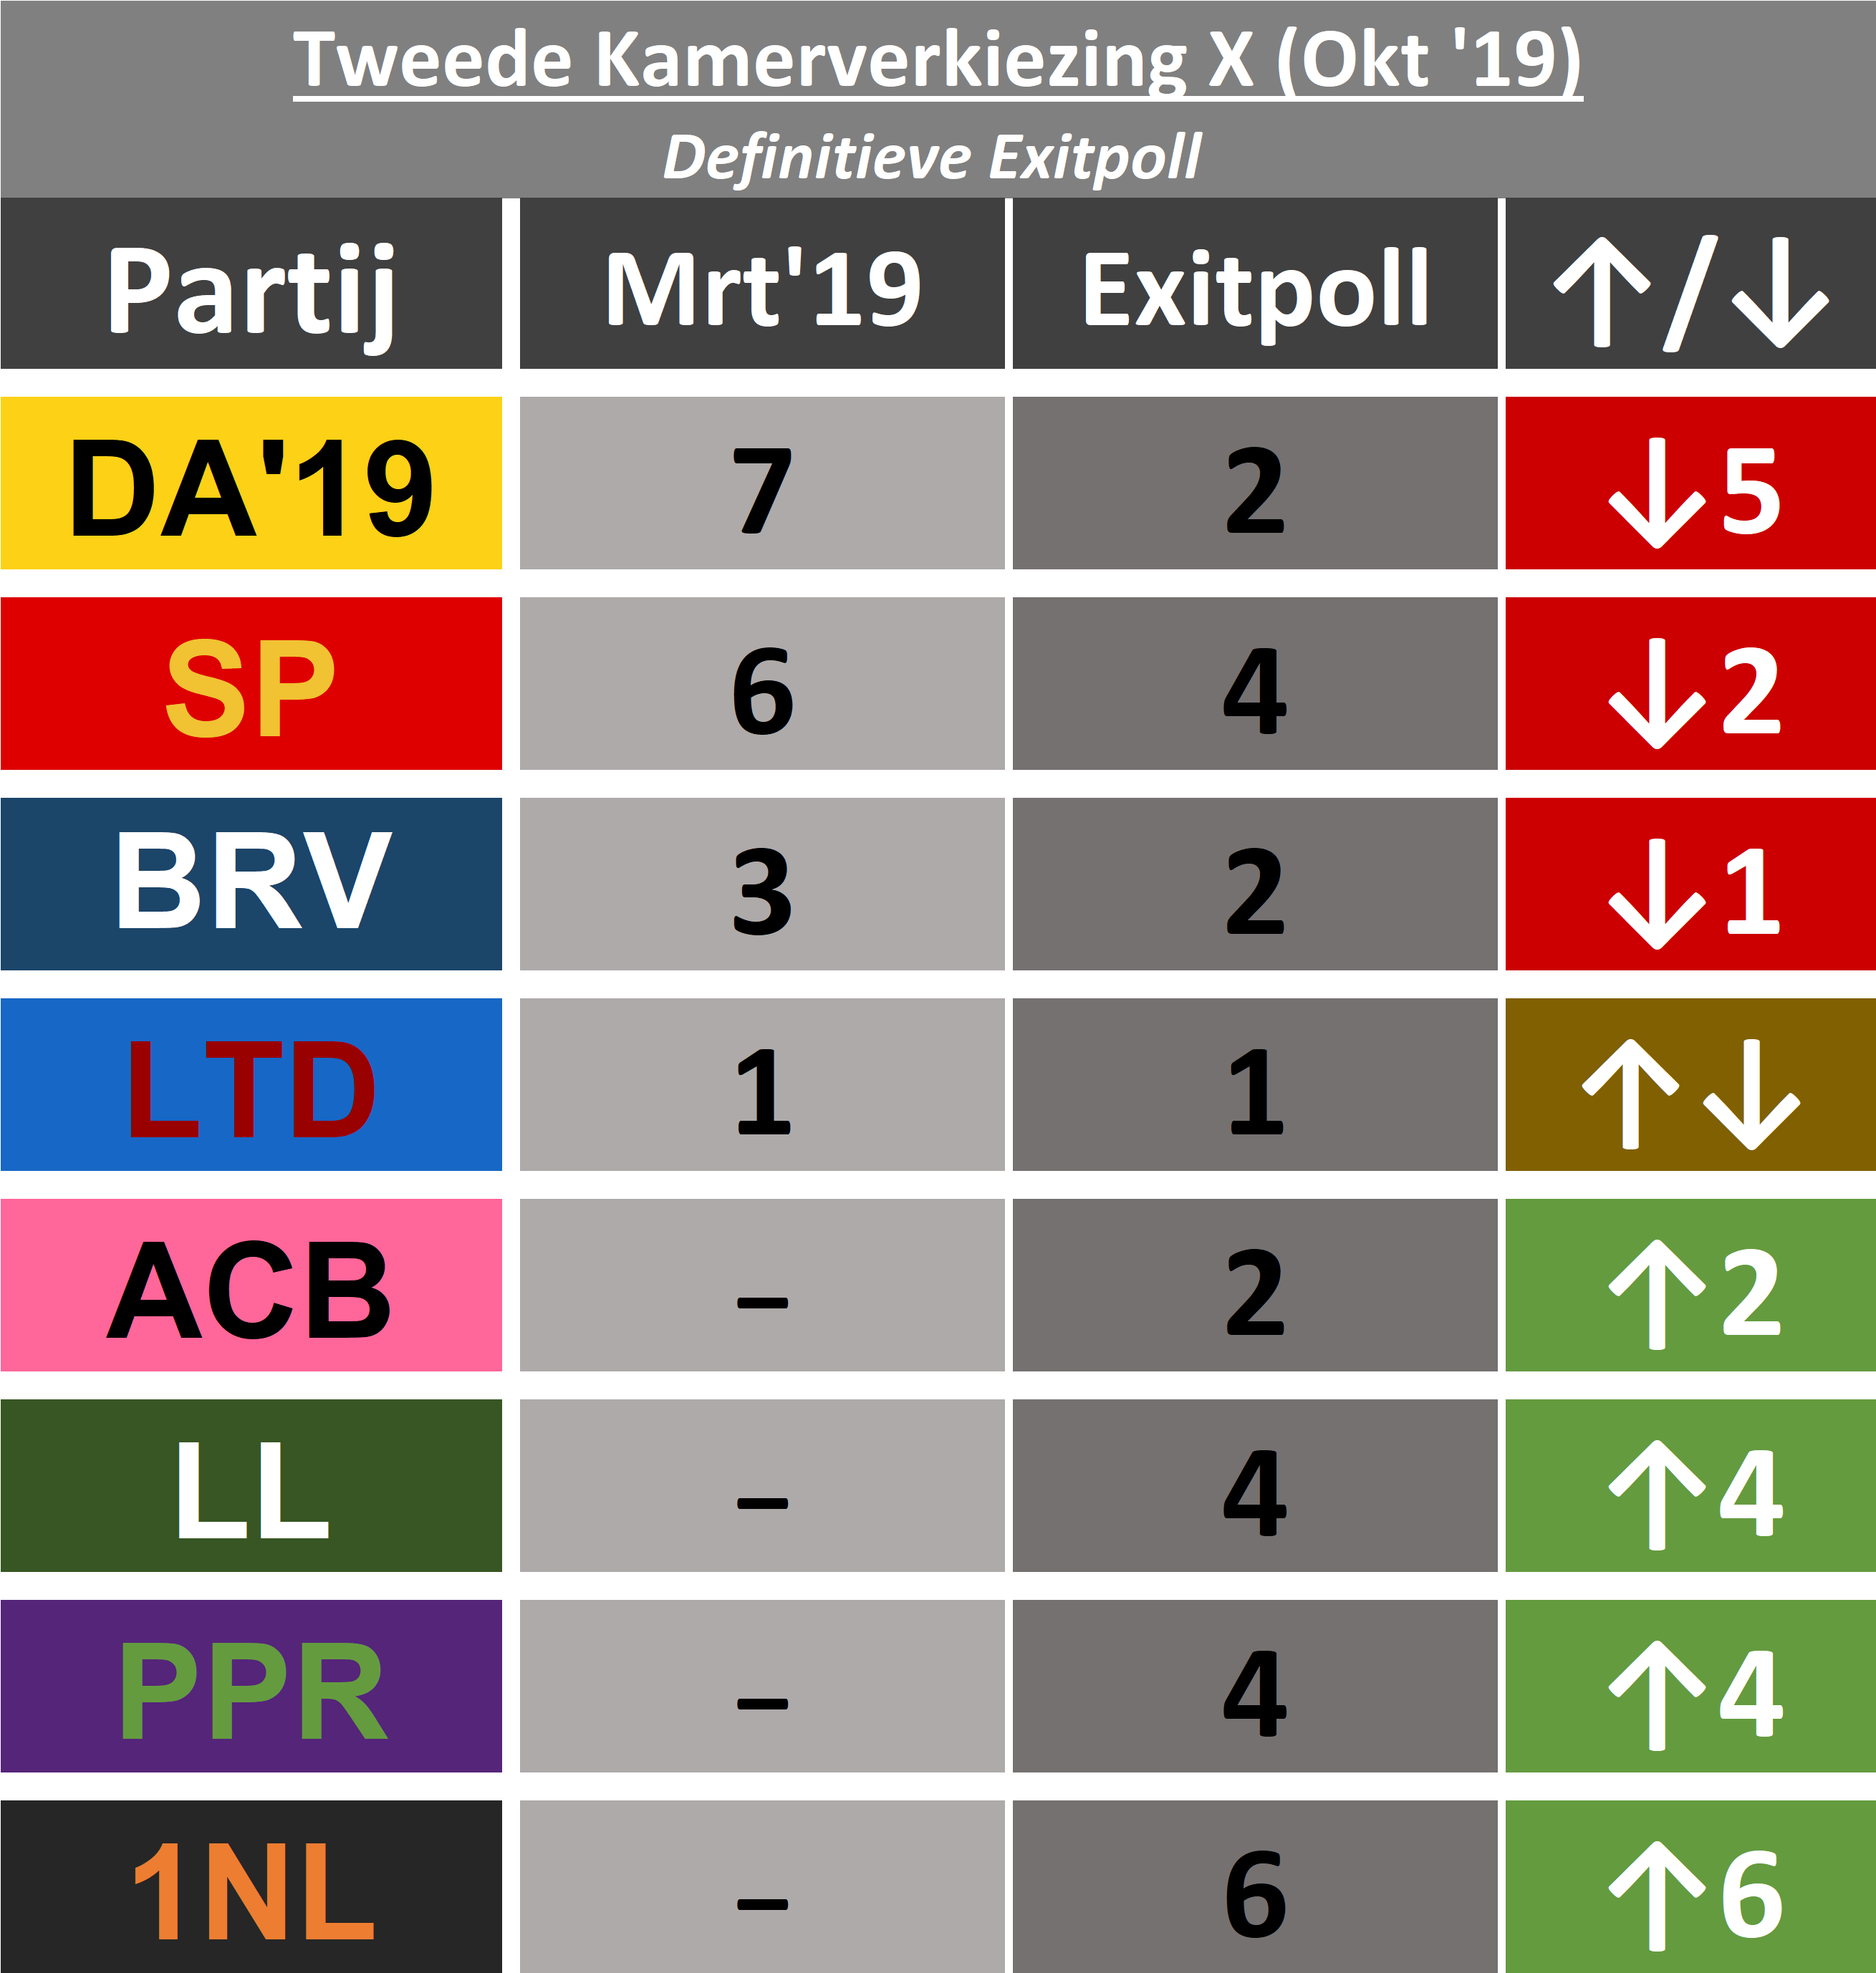 Tweede Kamerverkiezing X (Okt '19)
Definitieve Exitpoll
Partij Mrt'19 Exitpoll ↑/↓
DA'19 7 2 ↓5
SP 6 4 ↓2
BRV 3 2 ↓1
LTD 1 1 ↑↓
ACB – 2 ↑2
LL – 4 ↑4
PPR – 4 ↑4
1NL – 6 ↑6